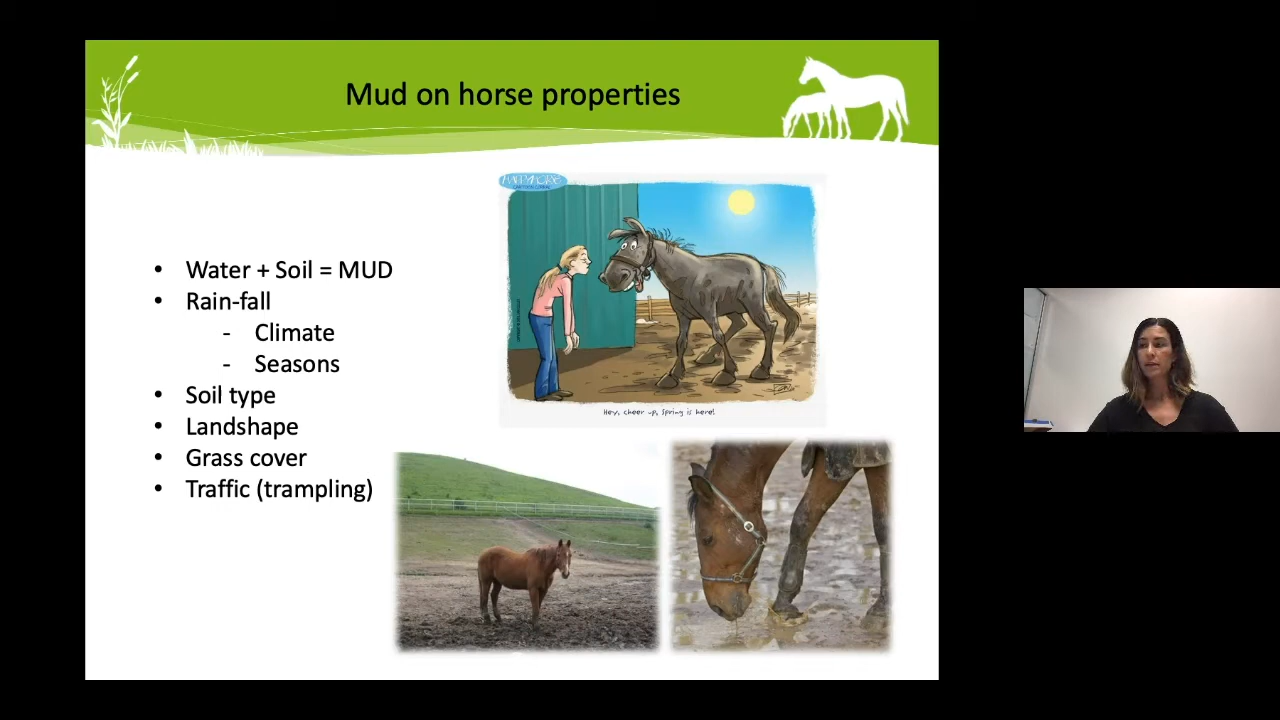 Mud on horse properties
• Water + Soil = MUD
• Rain-fall
- Climate
- Seasons
• Soil type
• Landshape
• Grass cover
• Traffic (trampling)
Hey, cheer up, Spring is here!